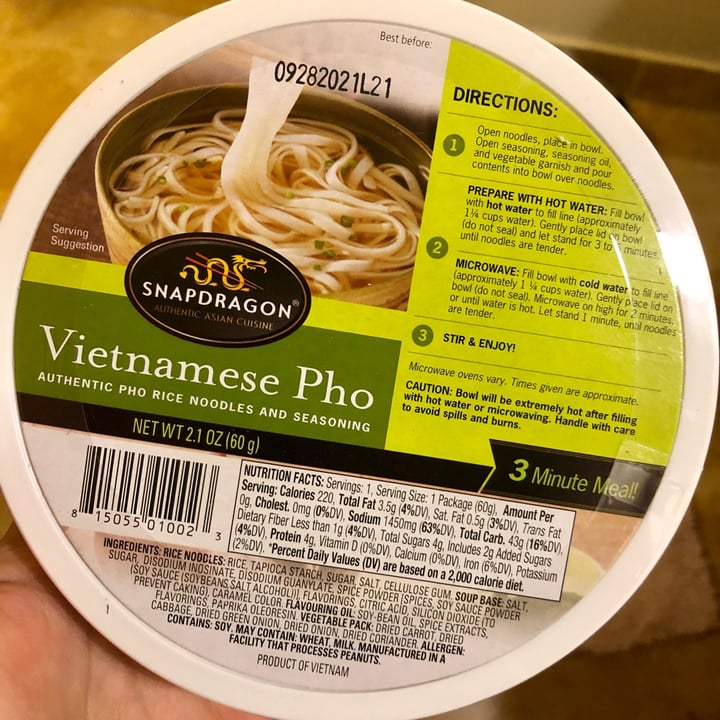 Best before:
09282021L21
Serving
Suggestion
SNAPDRAGON®
AUTHENTIC ASIAN CUISINE
Vietnamese Pho
AUTHENTIC PHO RICE NOODLES AND SEASONING
NET WT 2.1 OZ (60 g)
DIRECTIONS:
1
Open noodles, place in bowl.
Open seasoning, seasoning oil,
and vegetable garnish and pour
contents into bowl over noodles.
2
PREPARE WITH HOT WATER: Fill bowl
with hot water to fill line (approximately
1¼ cups water). Gently place lid on bowl
(do not seal) and let stand for 3 to 5 minutes,
until noodles are tender.
MICROWAVE: Fill bowl with cold water to fill line
(approximately 1 ¼ cups water). Gently place lid on
bowl (do not seal). Microwave on high for 2 minutes,
or until water is hot. Let stand 1 minute, until noodles
are tender.
3
STIR & ENJOY!
Microwave ovens vary. Times given are approximate.
CAUTION: Bowl will be extremely hot after filling
with hot water or microwaving. Handle with care
to avoid spills and burns.
3 Minute Meal!
8 15055 01002 3
NUTRITION FACTS: Servings: 1, Serving Size: 1 Package (60g), Amount Per
Serving: Calories 220, Total Fat 3.5g (4%DV), Sat. Fat 0.5g (3%DV), Trans Fat
0g, Cholest. 0mg (0%DV), Sodium 1450mg (63%DV), Total Carb. 43g (16%DV),
Dietary Fiber Less than 1g (4%DV), Total Sugars 4g, Includes 2g Added Sugars
(4%DV), Protein 4g, Vitamin D (0%DV), Calcium (0%DV), Iron (6%DV), Potassium
(2%DV). *Percent Daily Values (DV) are based on a 2,000 calorie diet.
INGREDIENTS: RICE NOODLES: RICE, TAPIOCA STARCH, SUGAR, SALT, CELLULOSE GUM. SOUP BASE: SALT,
SUGAR, DISODIUM INOSINATE, DISODIUM GUANYLATE, SPICE POWDER (SPICES, SOY SAUCE POWDER
(SOY SAUCE (SOYBEANS, SALT, ALCOHOL)), FLAVORINGS, CITRIC ACID, SILICON DIOXIDE (TO
PREVENT CAKING), CARAMEL COLOR. FLAVOURING OIL: SOY-BEAN OIL, SPICE EXTRACTS,
FLAVORINGS, PAPRIKA OLEORESIN. VEGETABLE PACK: DRIED CARROT, DRIED
CABBAGE, DRIED GREEN ONION, DRIED ONION, DRIED CORIANDER. ALLERGEN:
CONTAINS: SOY. MAY CONTAIN: WHEAT, MILK. MANUFACTURED IN A
FACILITY THAT PROCESSES PEANUTS.
PRODUCT OF VIETNAM